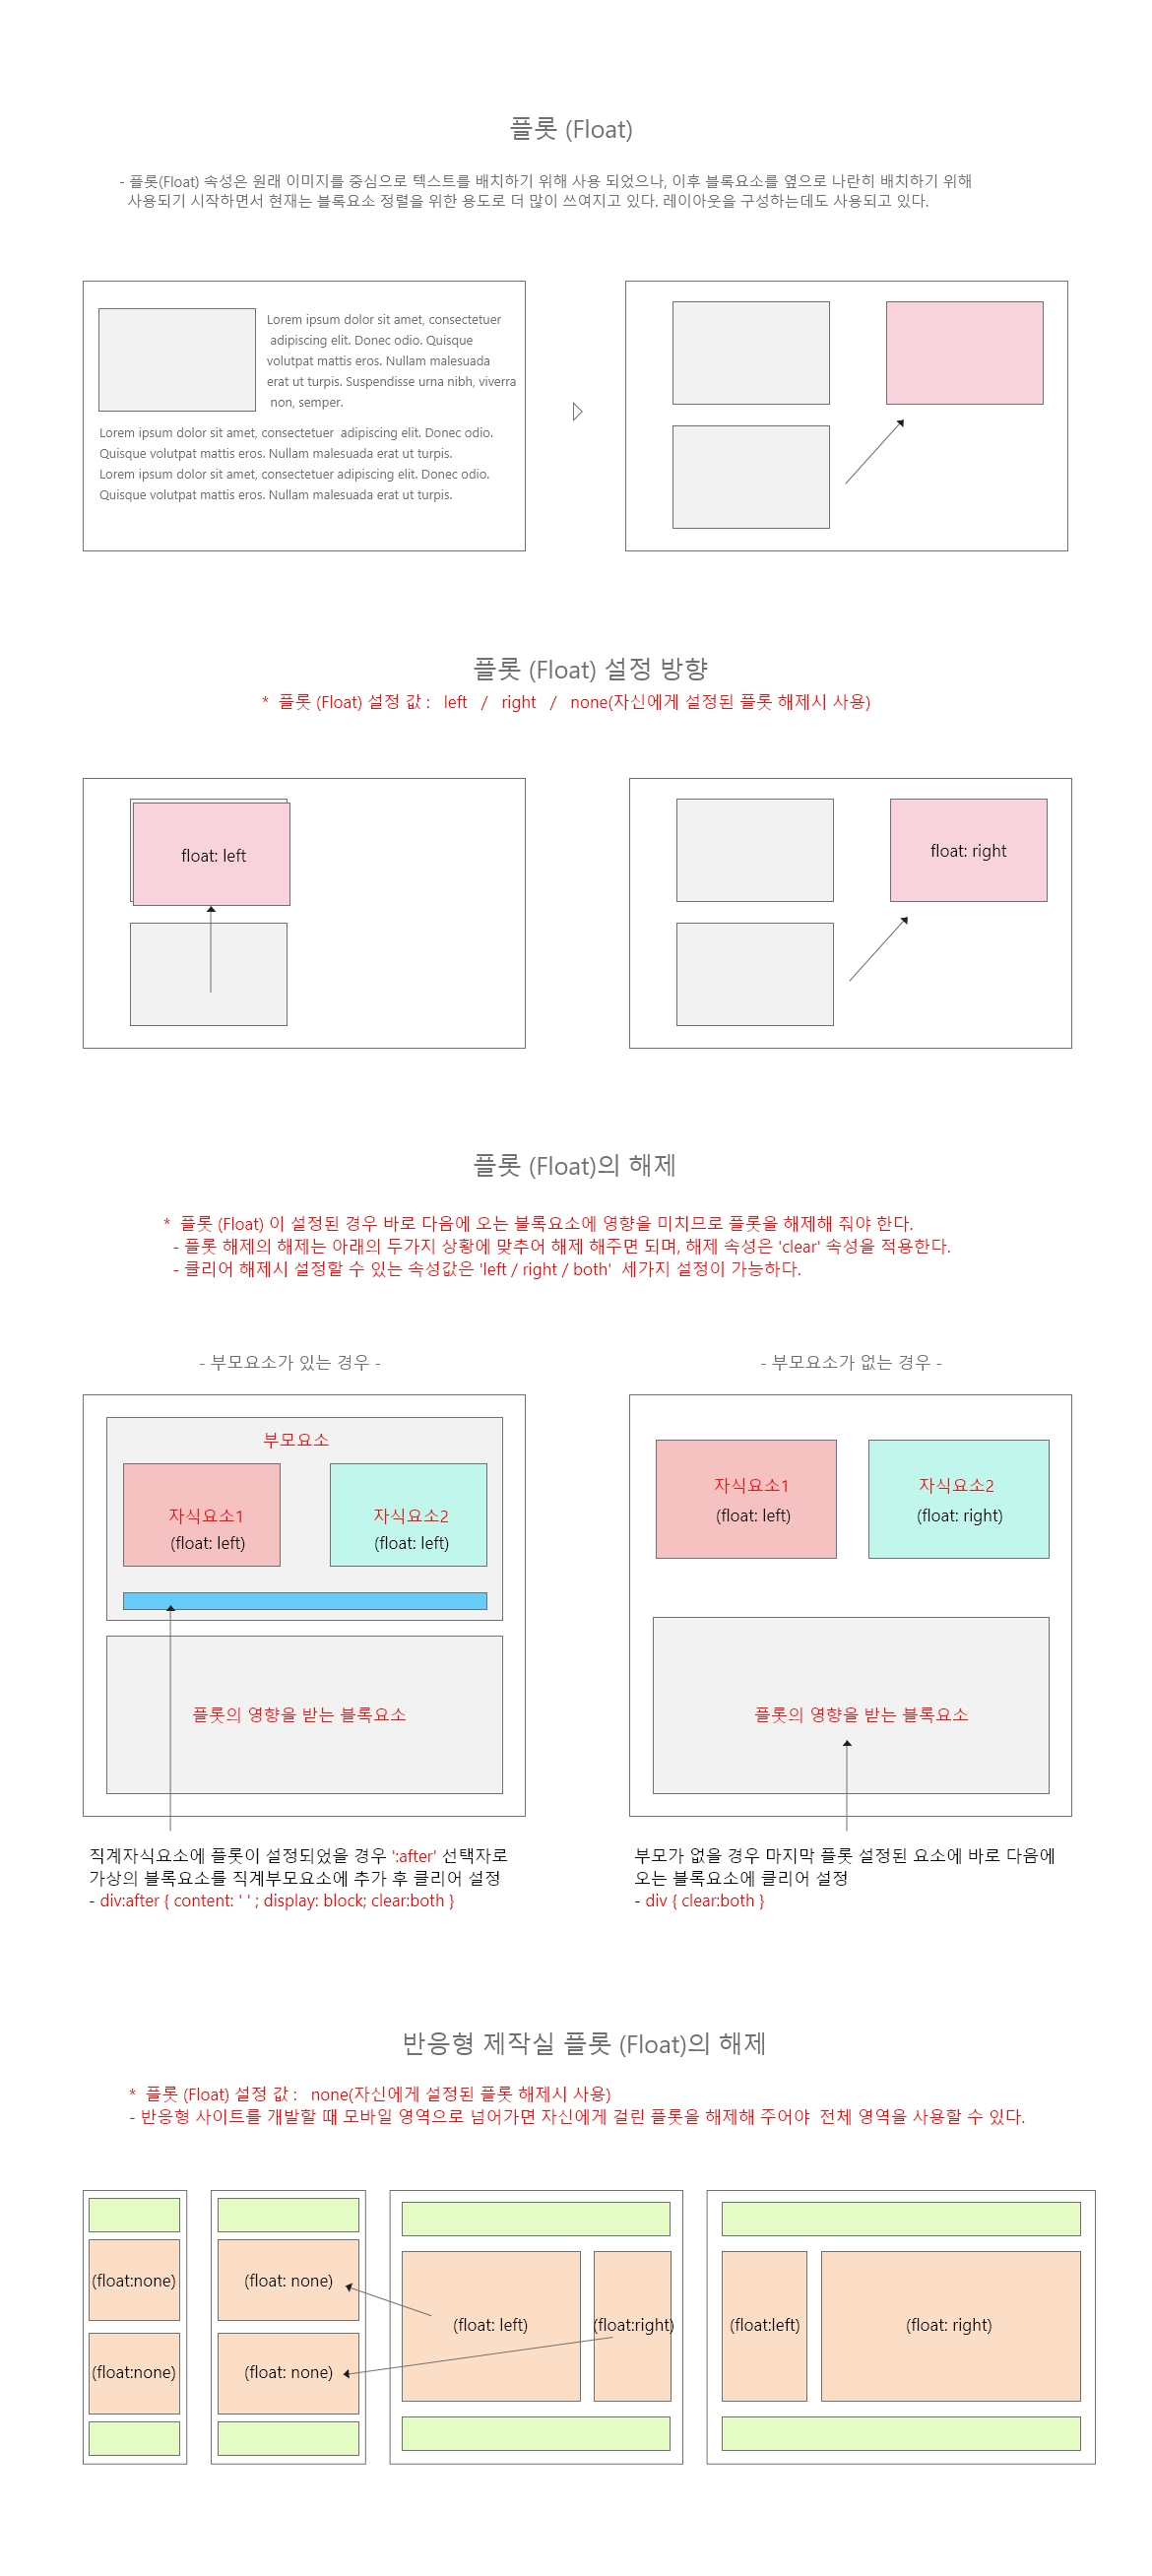 플롯 (Float)
- 플롯(Float) 속성은 원래 이미지를 중심으로 텍스트를 배치하기 위해 사용 되었으나, 이후 블록요소를 옆으로 나란히 배치하기 위해
사용되기 시작하면서 현재는 블록요소 정렬을 위한 용도로 더 많이 쓰여지고 있다. 레이아웃을 구성하는데도 사용되고 있다.
Lorem ipsum dolor sit amet, consectetuer
adipiscing elit. Donec odio. Quisque
volutpat mattis eros. Nullam malesuada
erat ut turpis. Suspendisse urna nibh, viverra
non, semper.
Lorem ipsum dolor sit amet, consectetuer  adipiscing elit. Donec odio.
Quisque volutpat mattis eros. Nullam malesuada erat ut turpis.
Lorem ipsum dolor sit amet, consectetuer adipiscing elit. Donec odio.
Quisque volutpat mattis eros. Nullam malesuada erat ut turpis.
플롯 (Float) 설정 방향
*  플롯 (Float) 설정 값 :   left   /   right   /   none(자신에게 설정된 플롯 해제시 사용)
float: left
float: right
플롯 (Float)의 해제
*  플롯 (Float) 이 설정된 경우 바로 다음에 오는 블록요소에 영향을 미치므로 플롯을 해제해 줘야 한다.
- 플롯 해제의 해제는 아래의 두가지 상황에 맞추어 해제 해주면 되며, 해제 속성은 'clear' 속성을 적용한다.
- 클리어 해제시 설정할 수 있는 속성값은 'left / right / both'  세가지 설정이 가능하다.
- 부모요소가 있는 경우 -
부모요소
자식요소1
(float: left)
자식요소2
(float: left)
플롯의 영향을 받는 블록요소
직계자식요소에 플롯이 설정되었을 경우 ':after' 선택자로
가상의 블록요소를 직계부모요소에 추가 후 클리어 설정
- div:after { content: ' ' ; display: block; clear:both }
- 부모요소가 없는 경우 -
자식요소1
(float: left)
자식요소2
(float: right)
플롯의 영향을 받는 블록요소
부모가 없을 경우 마지막 플롯 설정된 요소에 바로 다음에
오는 블록요소에 클리어 설정
- div { clear:both }
반응형 제작실 플롯 (Float)의 해제
*  플롯 (Float) 설정 값 :   none(자신에게 설정된 플롯 해제시 사용)
- 반응형 사이트를 개발할 때 모바일 영역으로 넘어가면 자신에게 걸린 플롯을 해제해 주어야  전체 영역을 사용할 수 있다.
(float:none)
(float:none)
(float: none)
(float: none)
(float: left)
(float:right)
(float:left)
(float: right)